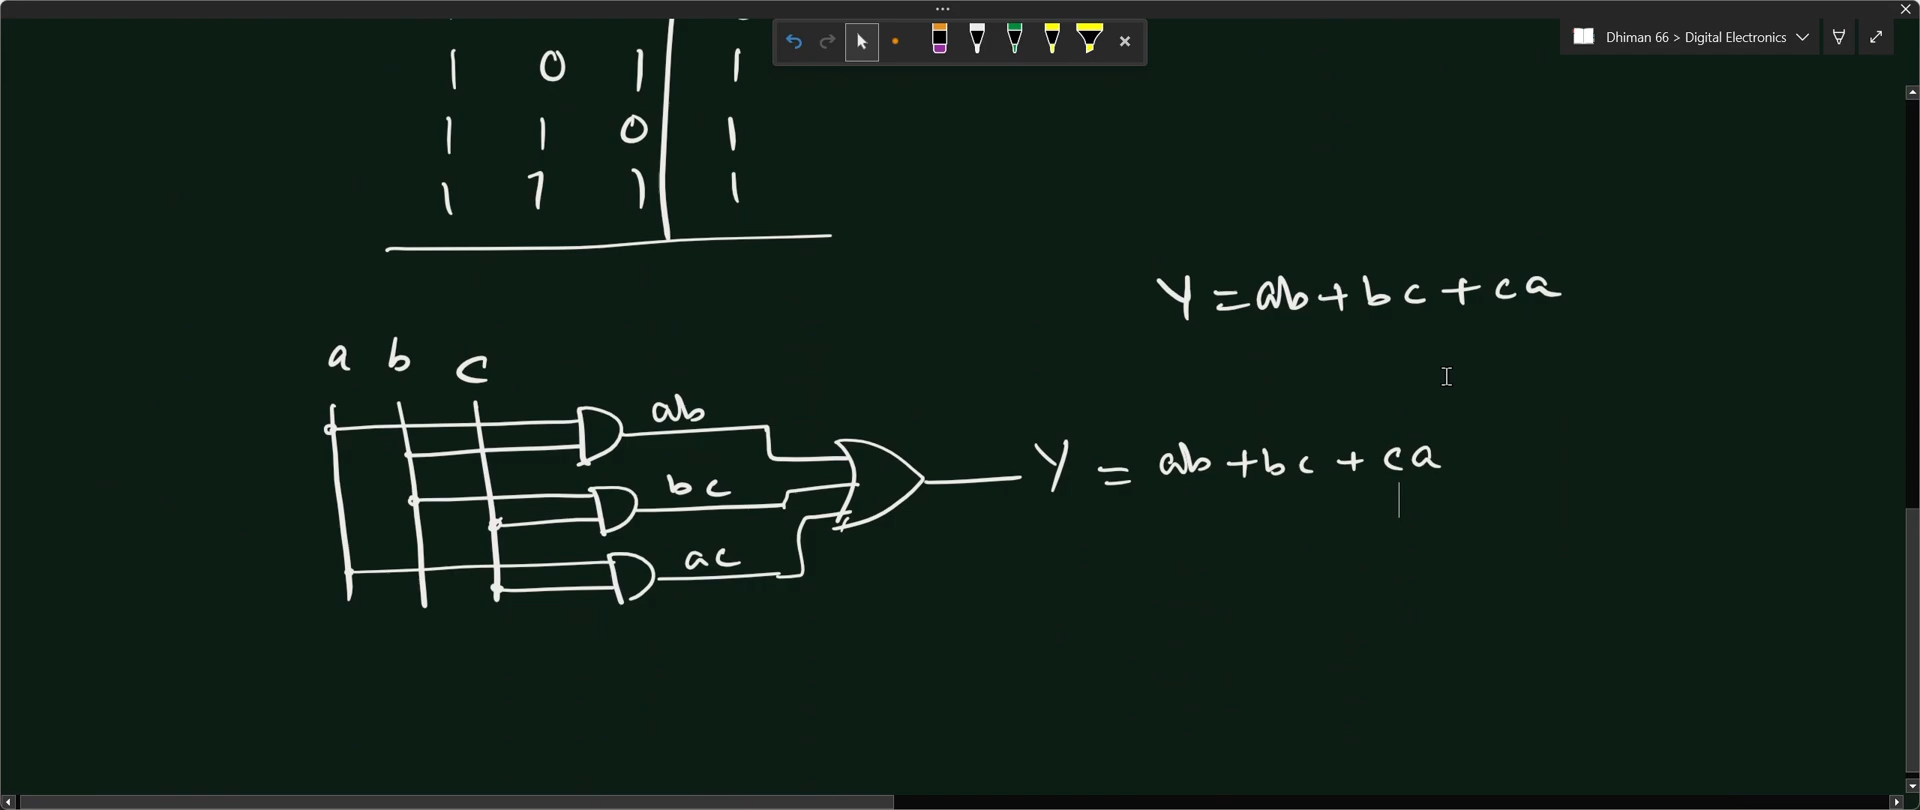 Dhiman 66 > Digital Electronics
1 0 1 1
1 1 0 1
1 1 1 1
Y = ab + bc + ca
a b c
ab
bc
ac
Y = ab + bc + ca